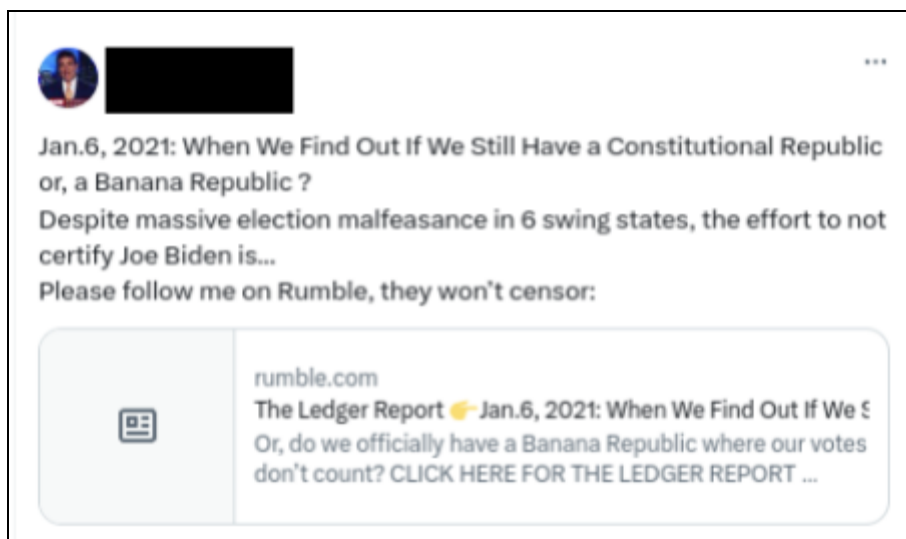 Jan.6, 2021: When We Find Out If We Still Have a Constitutional Republic
or, a Banana Republic ?
Despite massive election malfeasance in 6 swing states, the effort to not
certify Joe Biden is...
Please follow me on Rumble, they won't censor:
rumble.com
The Ledger Report 👉Jan.6, 2021: When We Find Out If We S
Or, do we officially have a Banana Republic where our votes
don't count? CLICK HERE FOR THE LEDGER REPORT ...